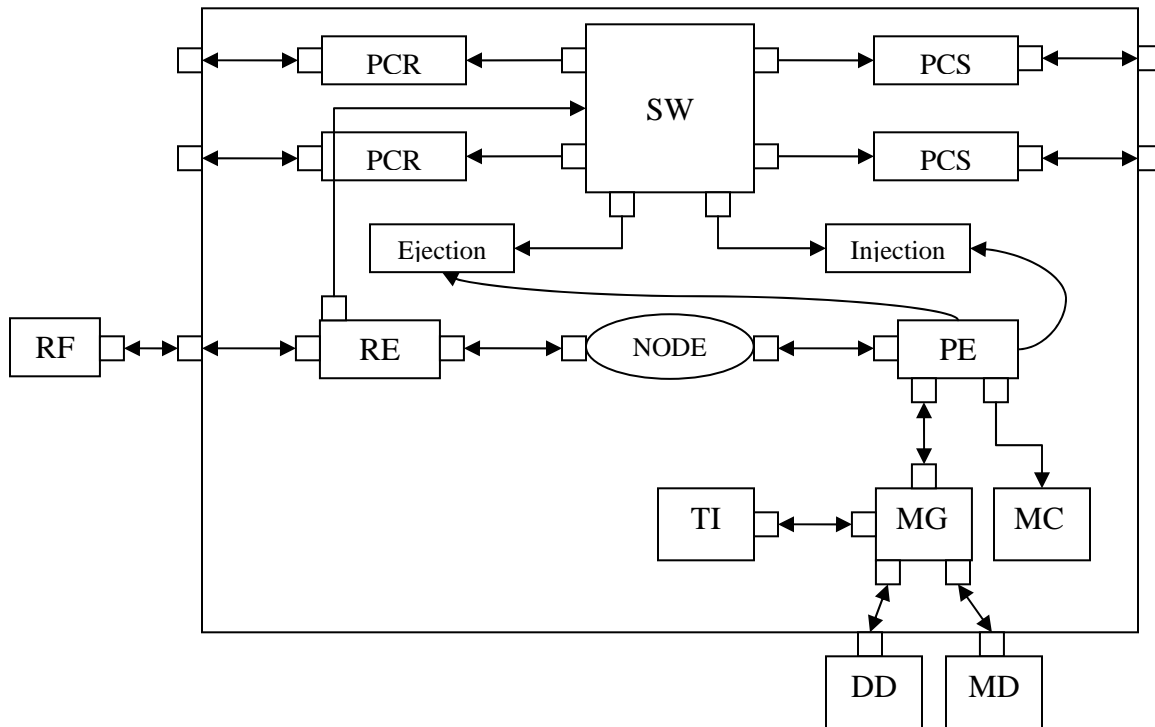 PCR
SW
PCS
PCR
PCS
Ejection
Injection
RF
RE
NODE
PE
TI
MG
MC
DD
MD